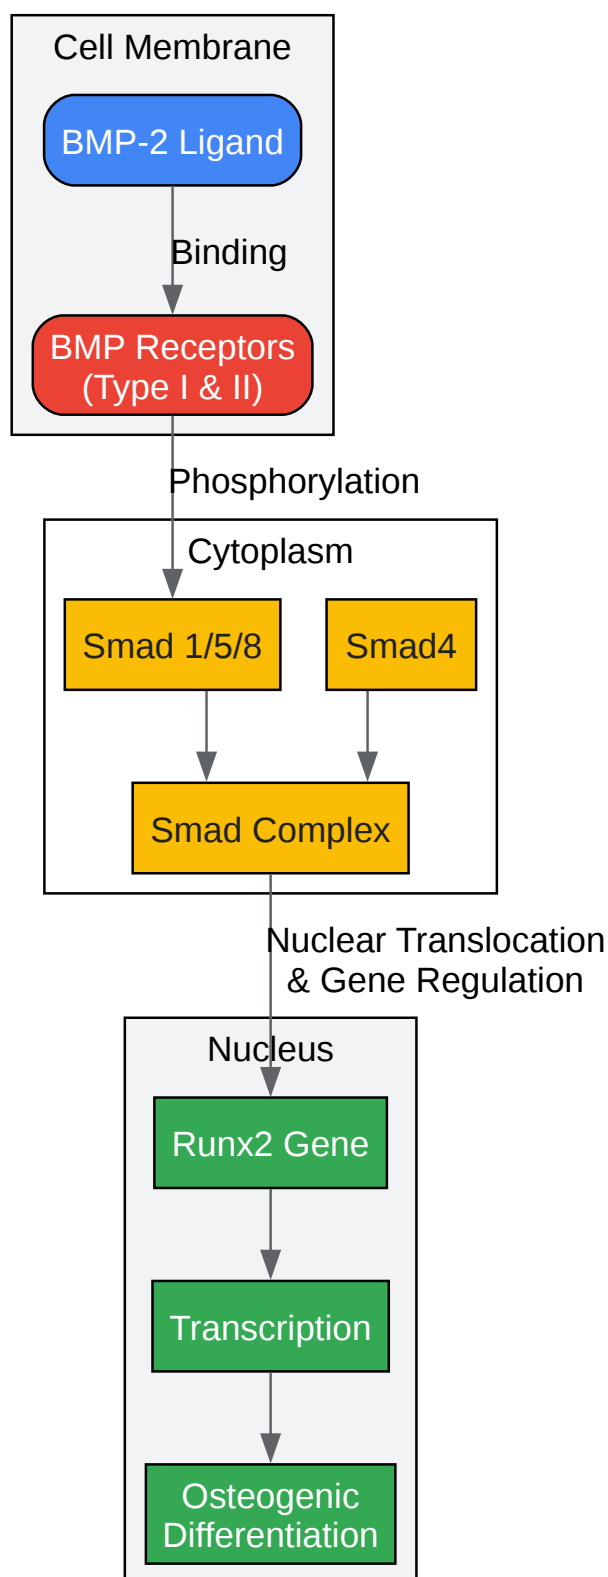 Cell Membrane
BMP-2 Ligand
Binding
BMP Receptors
(Type I & II)
Phosphorylation
Cytoplasm
Smad 1/5/8
Smad4
Smad Complex
Nuclear Translocation
& Gene Regulation
Nucleus
Runx2 Gene
Transcription
Osteogenic
Differentiation